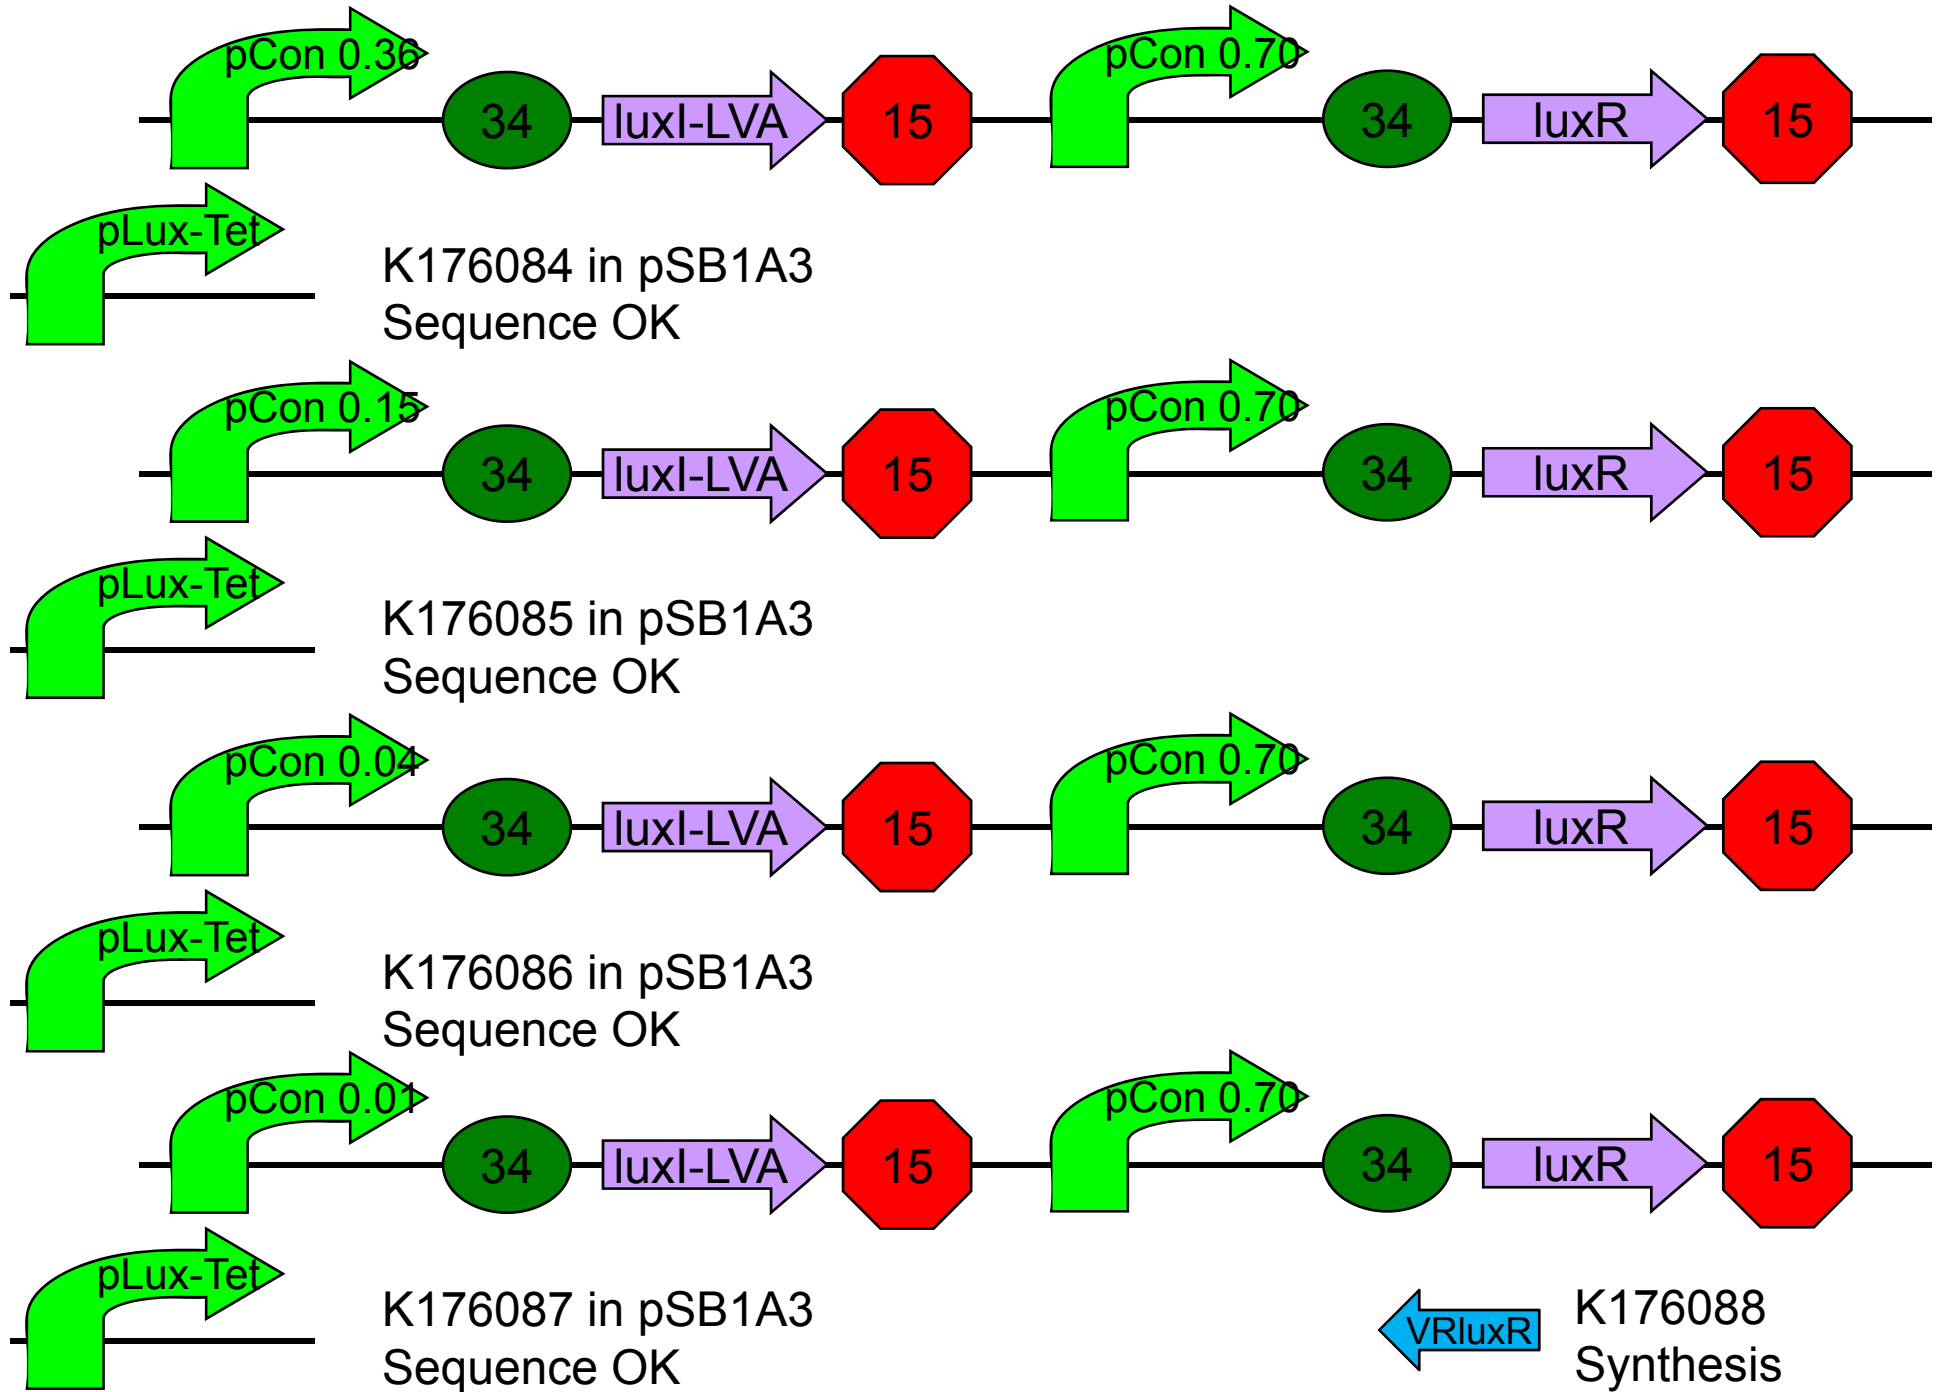 pCon 0.36
34
luxI-LVA
15
pCon 0.70
34
luxR
15
pLux-Tet
K176084 in pSB1A3
Sequence OK
pCon 0.15
34
luxI-LVA
15
pCon 0.70
34
luxR
15
pLux-Tet
K176085 in pSB1A3
Sequence OK
pCon 0.04
34
luxI-LVA
15
pCon 0.70
34
luxR
15
pLux-Tet
K176086 in pSB1A3
Sequence OK
pCon 0.01
34
luxI-LVA
15
pCon 0.70
34
luxR
15
pLux-Tet
K176087 in pSB1A3
Sequence OK
VRluxR
K176088
Synthesis